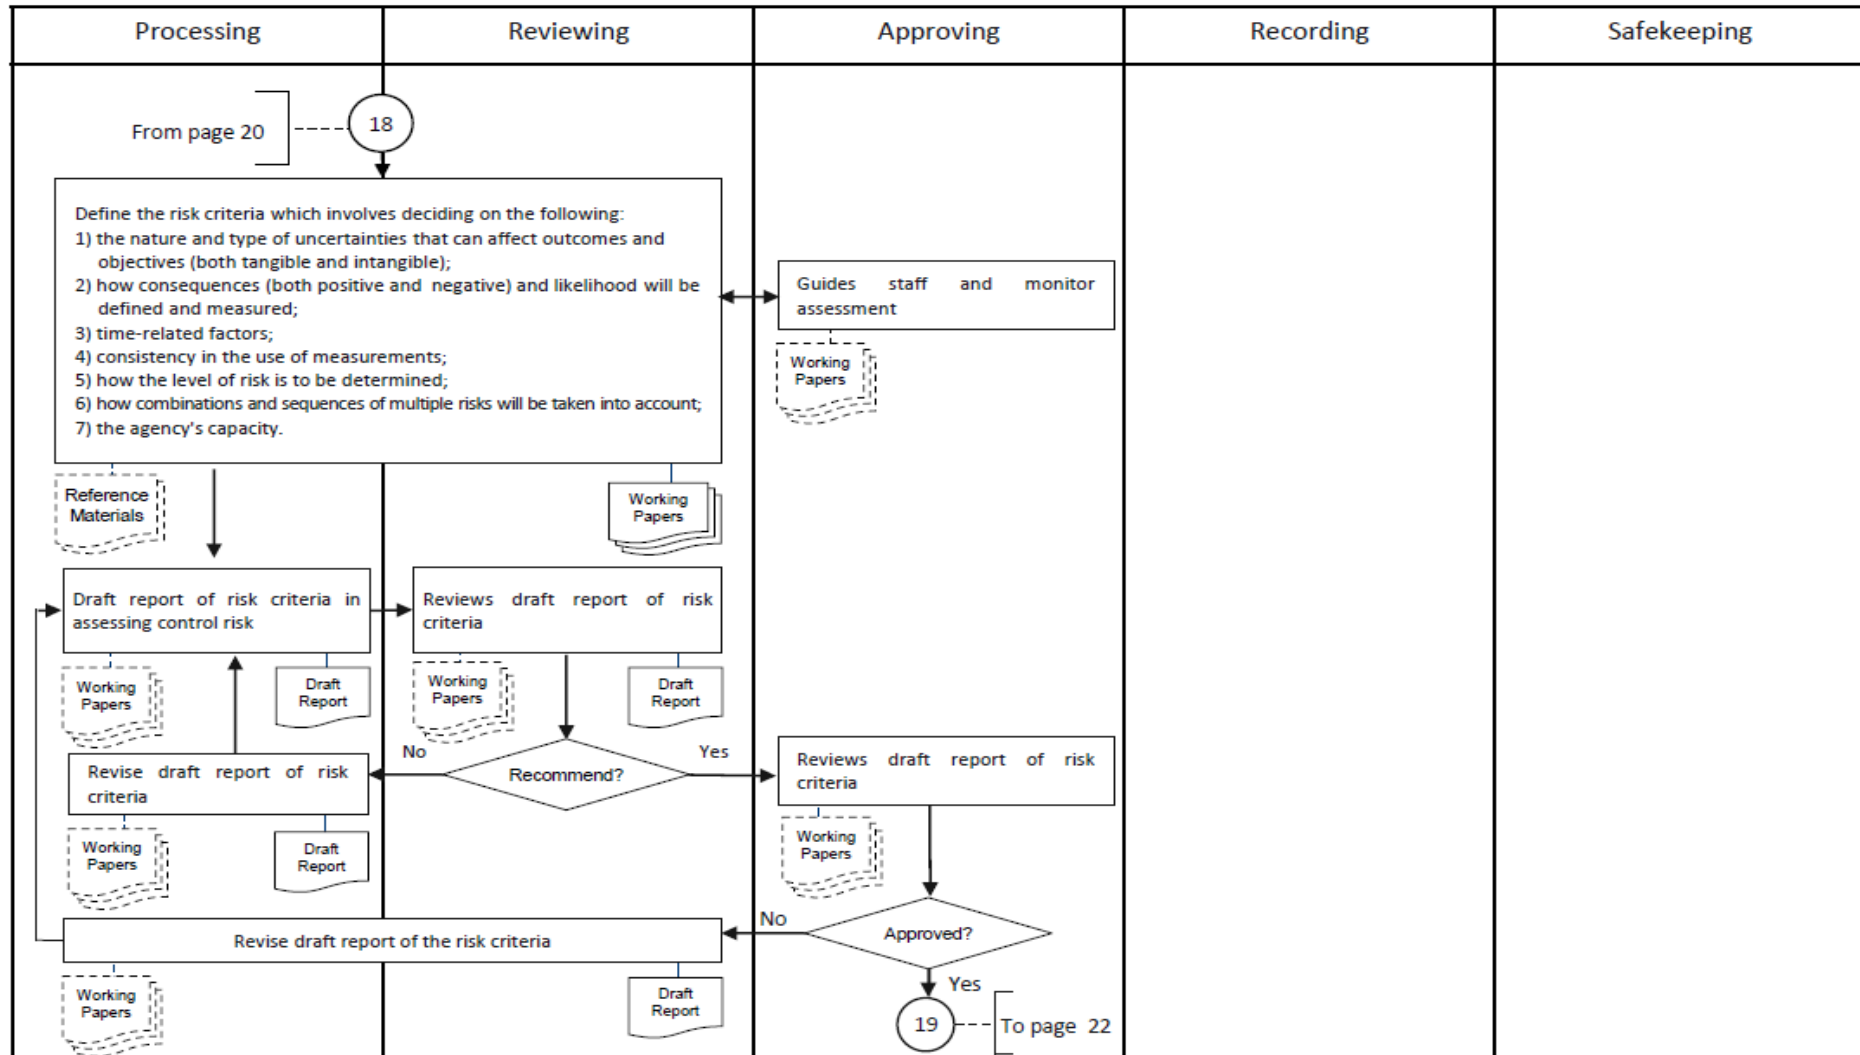 Processing
Reviewing
Approving
Recording
Safekeeping
From page 20
18
Define the risk criteria which involves deciding on the following:
1) the nature and type of uncertainties that can affect outcomes and
objectives (both tangible and intangible);
2) how consequences (both positive and negative) and likelihood will be
defined and measured;
3) time-related factors;
4) consistency in the use of measurements;
5) how the level of risk is to be determined;
6) how combinations and sequences of multiple risks will be taken into account;
7) the agency's capacity.
Guides staff and monitor
assessment
Working
Papers
Reference
Materials
Working
Papers
Draft report of risk criteria in
assessing control risk
Reviews draft report of risk
criteria
Working
Papers
Draft
Report
Working
Papers
Draft
Report
No
Recommend?
Yes
Revise draft report of risk
criteria
Reviews draft report of risk
criteria
Working
Papers
Draft
Report
Working
Papers
No
Approved?
Revise draft report of the risk criteria
Yes
Working
Papers
Draft
Report
19
To page 22